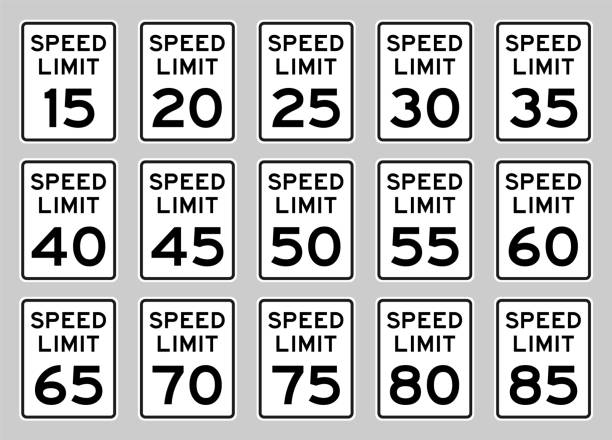 SPEED
LIMIT
15
SPEED
LIMIT
20
SPEED
LIMIT
25
SPEED
LIMIT
30
SPEED
LIMIT
35
SPEED
LIMIT
40
SPEED
LIMIT
45
SPEED
LIMIT
50
SPEED
LIMIT
55
SPEED
LIMIT
60
SPEED
LIMIT
65
SPEED
LIMIT
70
SPEED
LIMIT
75
SPEED
LIMIT
80
SPEED
LIMIT
85